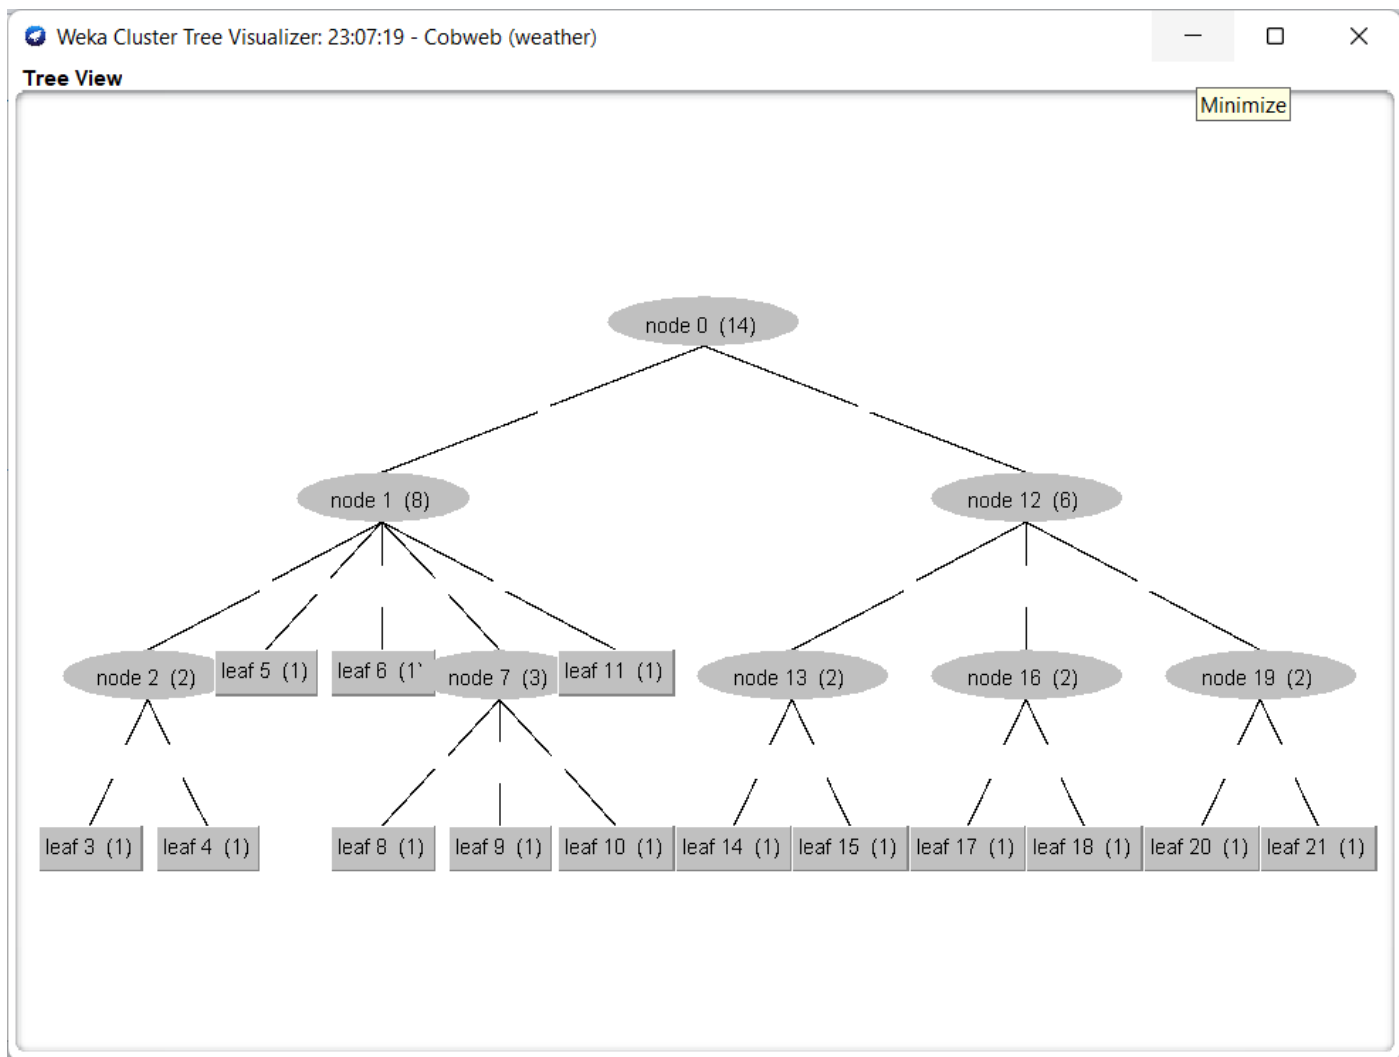 Weka Cluster Tree Visualizer: 23:07:19 - Cobweb (weather)
Tree View
Minimize
node 0 (14)
node 1 (8)
node 12 (6)
node 2 (2)
leaf 5 (1)
leaf 6 (1
node 7 (3)
leaf 11 (1)
node 13 (2)
node 16 (2)
node 19 (2)
leaf 3 (1)
leaf 4 (1)
leaf 8 (1)
leaf 9 (1)
leaf 10 (1)
leaf 14 (1)
leaf 15 (1)
leaf 17 (1)
leaf 18 (1)
leaf 20 (1)
leaf 21 (1)